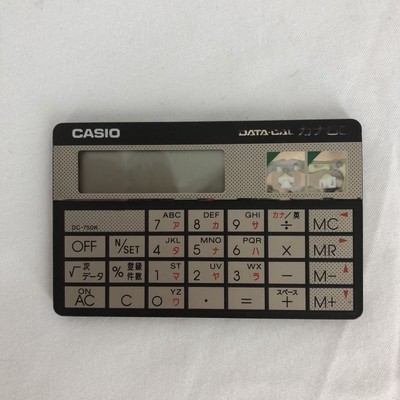 CASIO DATA-CAL カナ
ABC DEF GHI カナ/英
DC-750K 7 ア 8 カ 9 サ ÷ MC
OFF N/SET JKL 4 タ MNO 5 ナ PQR 6 ハ × MR
√ 次データ % 登録件数 ST 1 マ UV 2 ヤ WX 3 ラ − M−
ON YZ スペース
AC C 0 ワ · = + M+